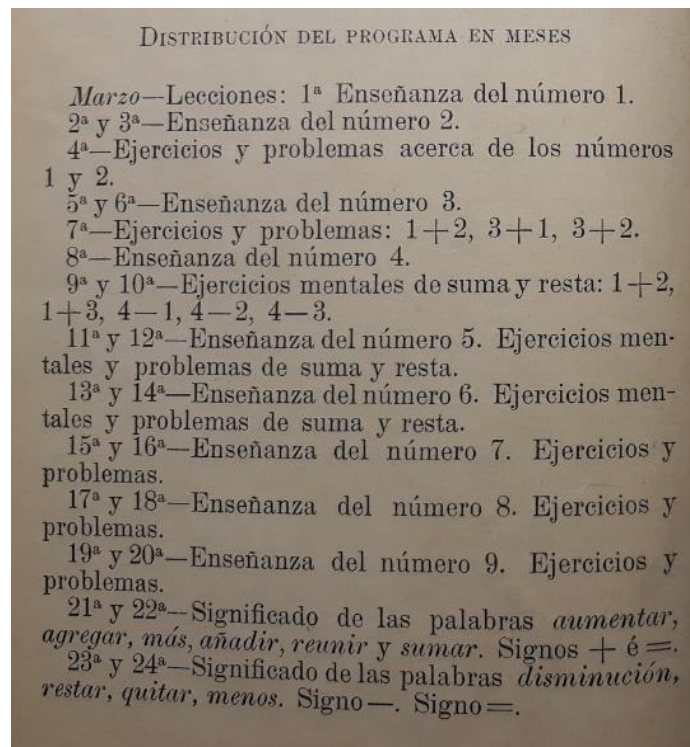 DISTRIBUCIÓN DEL PROGRAMA EN MESES
Marzo—Lecciones: 1ª Enseñanza del número 1.
2ª y 3ª—Enseñanza del número 2.
4ª—Ejercicios y problemas acerca de los números
1 y 2.
5ª y 6ª—Enseñanza del número 3.
7ª—Ejercicios y problemas: 1+2, 3+1, 3+2.
8ª—Enseñanza del número 4.
9ª y 10ª—Ejercicios mentales de suma y resta: 1+2,
1+3, 4—1, 4—2, 4—3.
11ª y 12ª—Enseñanza del número 5. Ejercicios men-
tales y problemas de suma y resta.
13ª y 14ª—Enseñanza del número 6. Ejercicios men-
tales y problemas de suma y resta.
15ª y 16ª—Enseñanza del número 7. Ejercicios y
problemas.
17ª y 18ª—Enseñanza del número 8. Ejercicios y
problemas.
19ª y 20ª—Enseñanza del número 9. Ejercicios y
problemas.
21ª y 22ª—Significado de las palabras aumentar,
agregar, más, añadir, reunir y sumar. Signos + é =.
23ª y 24ª—Significado de las palabras disminución,
restar, quitar, menos. Signo —. Signo =.